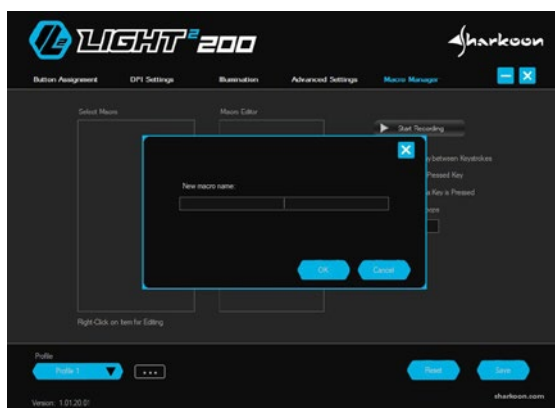 LIGHT² 200
Sharkoon
Button Assignment DPI Settings Illumination Advanced Settings Macro Manager
Select Macro Macro Editor
Start Recording
between Keystrokes
Pressed Key
a Key is Pressed
New macro name:
OK Cancel
Right-Click on Item for Editing
Profile
Profile 1 ... Reset Save
Version: 1.01.20.01 sharkoon.com